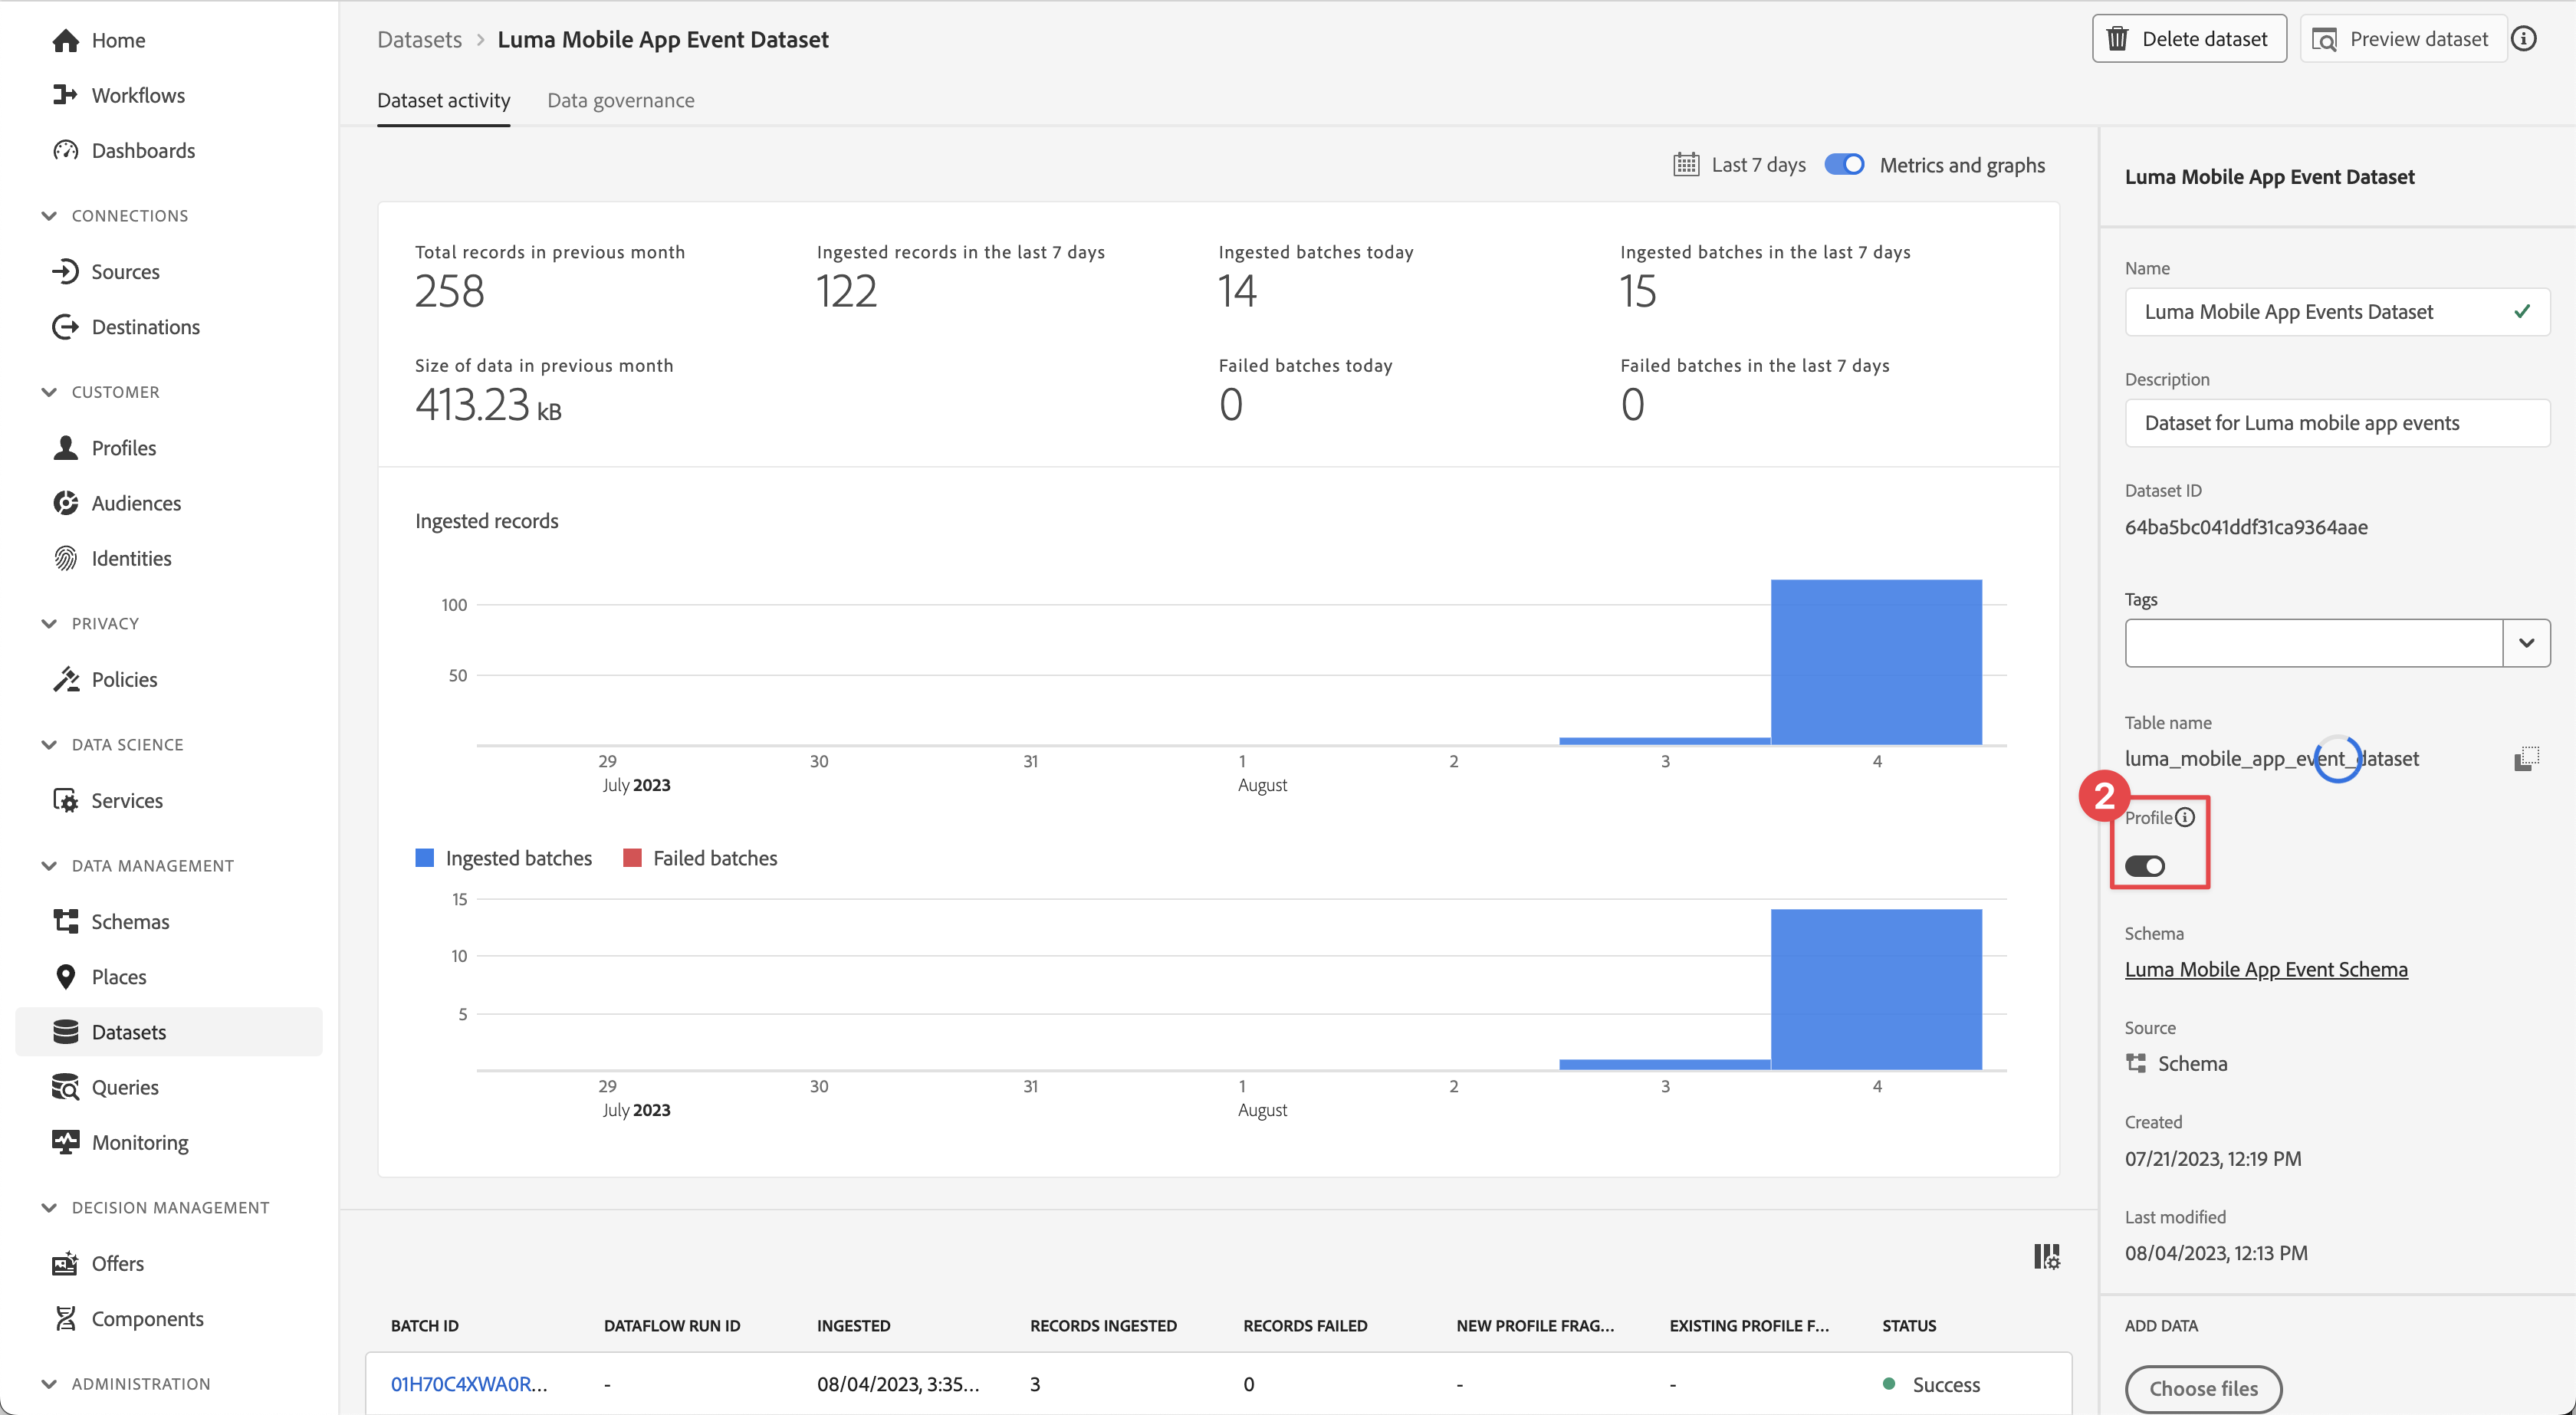 Home
Workflows
Dashboards
CONNECTIONS
Sources
Destinations
CUSTOMER
Profiles
Audiences
Identities
PRIVACY
Policies
DATA SCIENCE
Services
DATA MANAGEMENT
Schemas
Places
Datasets
Queries
Monitoring
DECISION MANAGEMENT
Offers
Components
ADMINISTRATION
Datasets > Luma Mobile App Event Dataset
Delete dataset
Preview dataset
Dataset activity
Data governance
Last 7 days
Metrics and graphs
Total records in previous month
258
Ingested records in the last 7 days
122
Ingested batches today
14
Ingested batches in the last 7 days
15
Size of data in previous month
413.23 kB
Failed batches today
0
Failed batches in the last 7 days
0
Ingested records
100
50
29 30 31 1 2 3 4
July 2023 August
Ingested batches Failed batches
15
10
5
29 30 31 1 2 3 4
July 2023 August
BATCH ID DATAFLOW RUN ID INGESTED RECORDS INGESTED RECORDS FAILED NEW PROFILE FRAG... EXISTING PROFILE F... STATUS
01H70C4XWA0R... - 08/04/2023, 3:35... 3 0 - - Success
Luma Mobile App Event Dataset
Name
Luma Mobile App Events Dataset
Description
Dataset for Luma mobile app events
Dataset ID
64ba5bc041ddf31ca9364aae
Tags
Table name
luma_mobile_app_event_dataset
2
Profile
Schema
Luma Mobile App Event Schema
Source
Schema
Created
07/21/2023, 12:19 PM
Last modified
08/04/2023, 12:13 PM
ADD DATA
Choose files